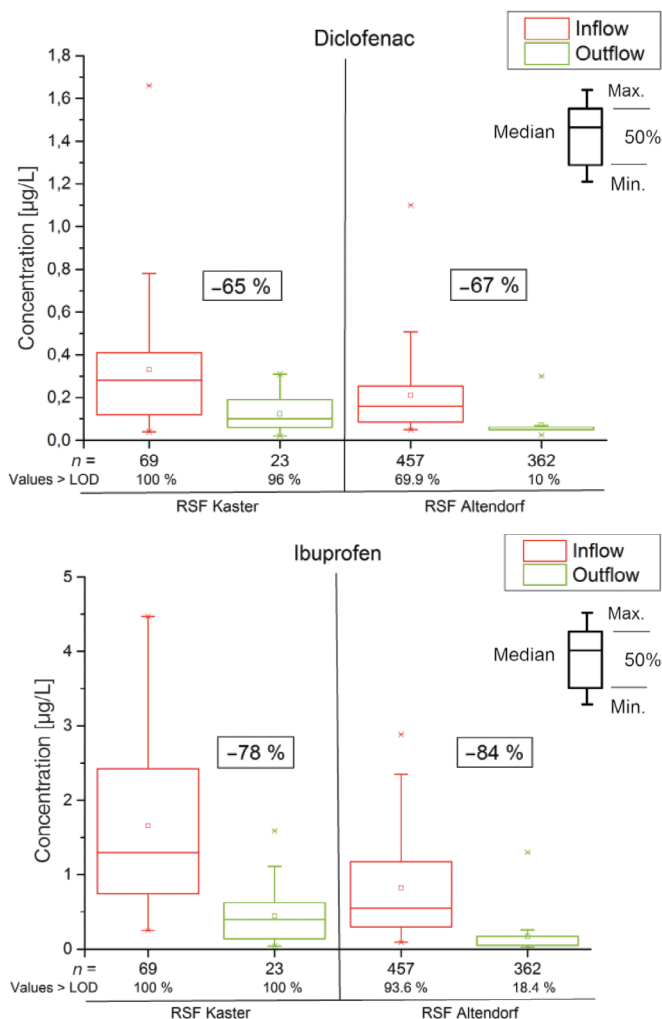 Diclofenac
Inflow
Outflow
Max.
Median
50%
Min.
Concentration [µg/L]
1,8
1,6
1,4
1,2
1,0
0,8
0,6
0,4
0,2
0,0
–65 %
–67 %
n = 69 23 457 362
Values > LOD 100 % 96 % 69.9 % 10 %
RSF Kaster RSF Altendorf
Ibuprofen
Inflow
Outflow
Max.
Median
50%
Min.
Concentration [µg/L]
5
4
3
2
1
0
–78 %
–84 %
n = 69 23 457 362
Values > LOD 100 % 100 % 93.6 % 18.4 %
RSF Kaster RSF Altendorf